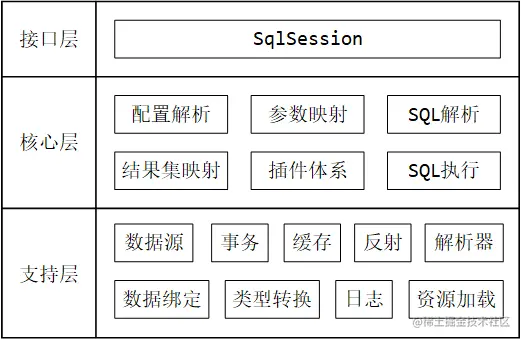 接口层
SqlSession
核心层
配置解析 参数映射 SQL解析
结果集映射 插件体系 SQL执行
支持层
数据源 事务 缓存 反射 解析器
数据绑定 类型转换 日志 资源加载
@稀土掘金技术社区